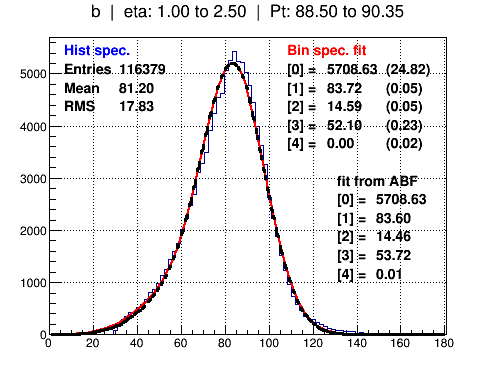 b | eta: 1.00 to 2.50 | Pt: 88.50 to 90.35
Hist spec.
Entries 116379
Mean 81.20
RMS 17.83
Bin spec. fit
[0] = 5708.63 (24.82)
[1] = 83.72 (0.05)
[2] = 14.59 (0.05)
[3] = 52.10 (0.23)
[4] = 0.00 (0.02)
fit from ABF
[0] = 5708.63
[1] = 83.60
[2] = 14.46
[3] = 53.72
[4] = 0.01
5000
4000
3000
2000
1000
0
0 20 40 60 80 100 120 140 160 180